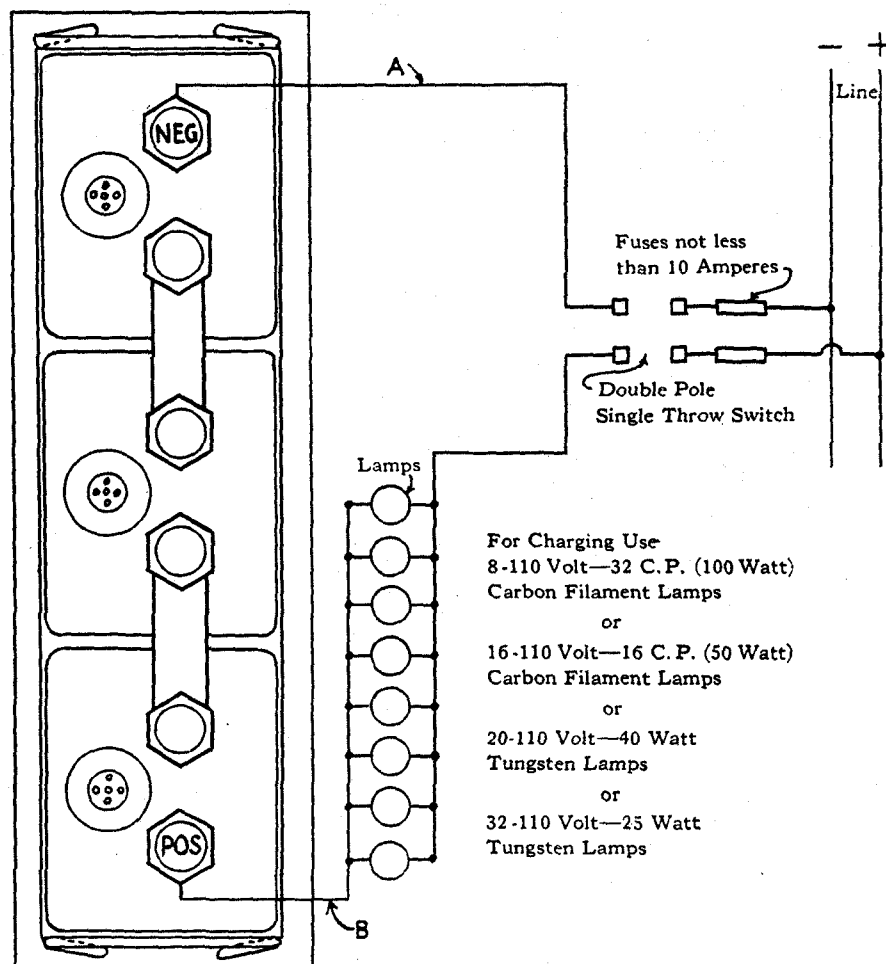 A
− +
Line
NEG
Fuses not less
than 10 Amperes
Double Pole
Single Throw Switch
Lamps
For Charging Use
8-110 Volt—32 C.P. (100 Watt)
Carbon Filament Lamps
or
16-110 Volt—16 C.P. (50 Watt)
Carbon Filament Lamps
or
20-110 Volt—40 Watt
Tungsten Lamps
or
32-110 Volt—25 Watt
Tungsten Lamps
POS
B